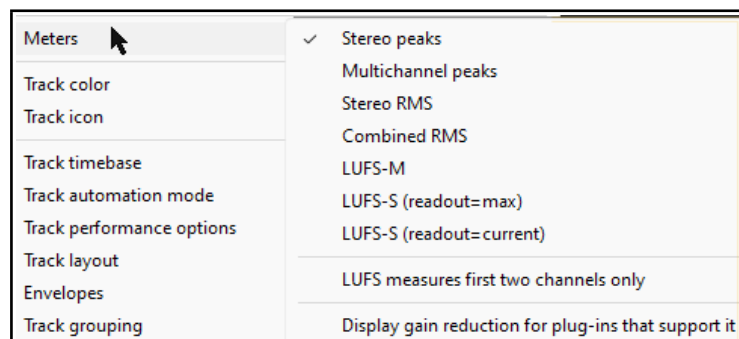 Meters
Track color
Track icon
Track timebase
Track automation mode
Track performance options
Track layout
Envelopes
Track grouping
Stereo peaks
Multichannel peaks
Stereo RMS
Combined RMS
LUFS-M
LUFS-S (readout=max)
LUFS-S (readout=current)
LUFS measures first two channels only
Display gain reduction for plug-ins that support it